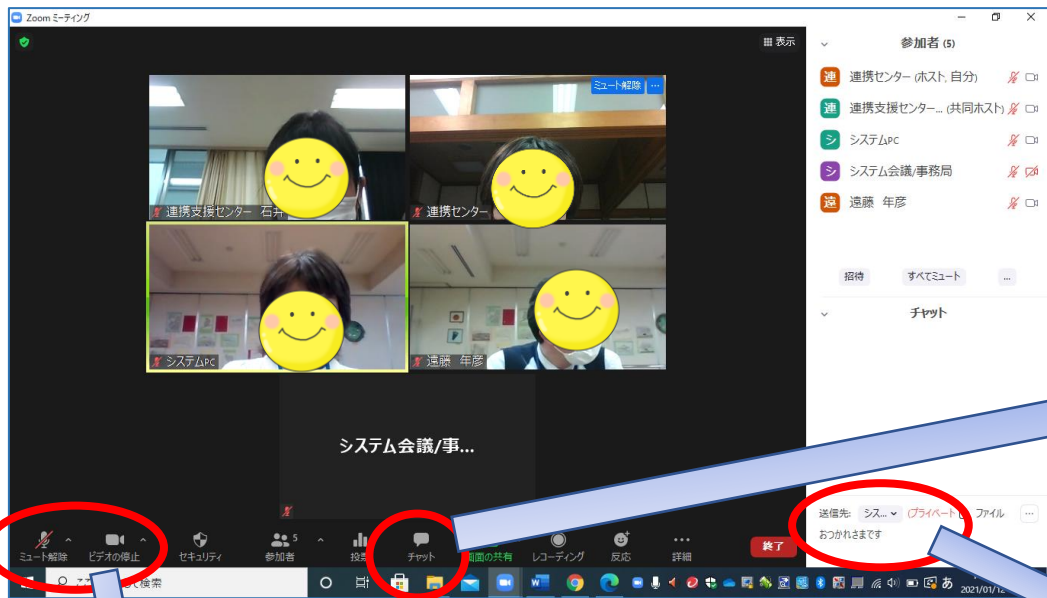 Zoom ミーティング
表示
参加者 (5)
連 連携センター (ホスト, 自分)
連 連携支援センター... (共同ホスト)
シ システムPC
シ システム会議/事務局
遠 遠藤 年彦
招待 すべてミュート ...
チャット
ミュート解除 ...
連携支援センター 石井
連携センター
システムPC
遠藤 年彦
システム会議/事...
送信先: シス... (プライベート) ファイル ...
おつかれさまです
ミュート解除 ビデオの停止 セキュリティ 5 参加者 チャット 画面の共有 レコーディング 反応 詳細 終了
て検索
あ